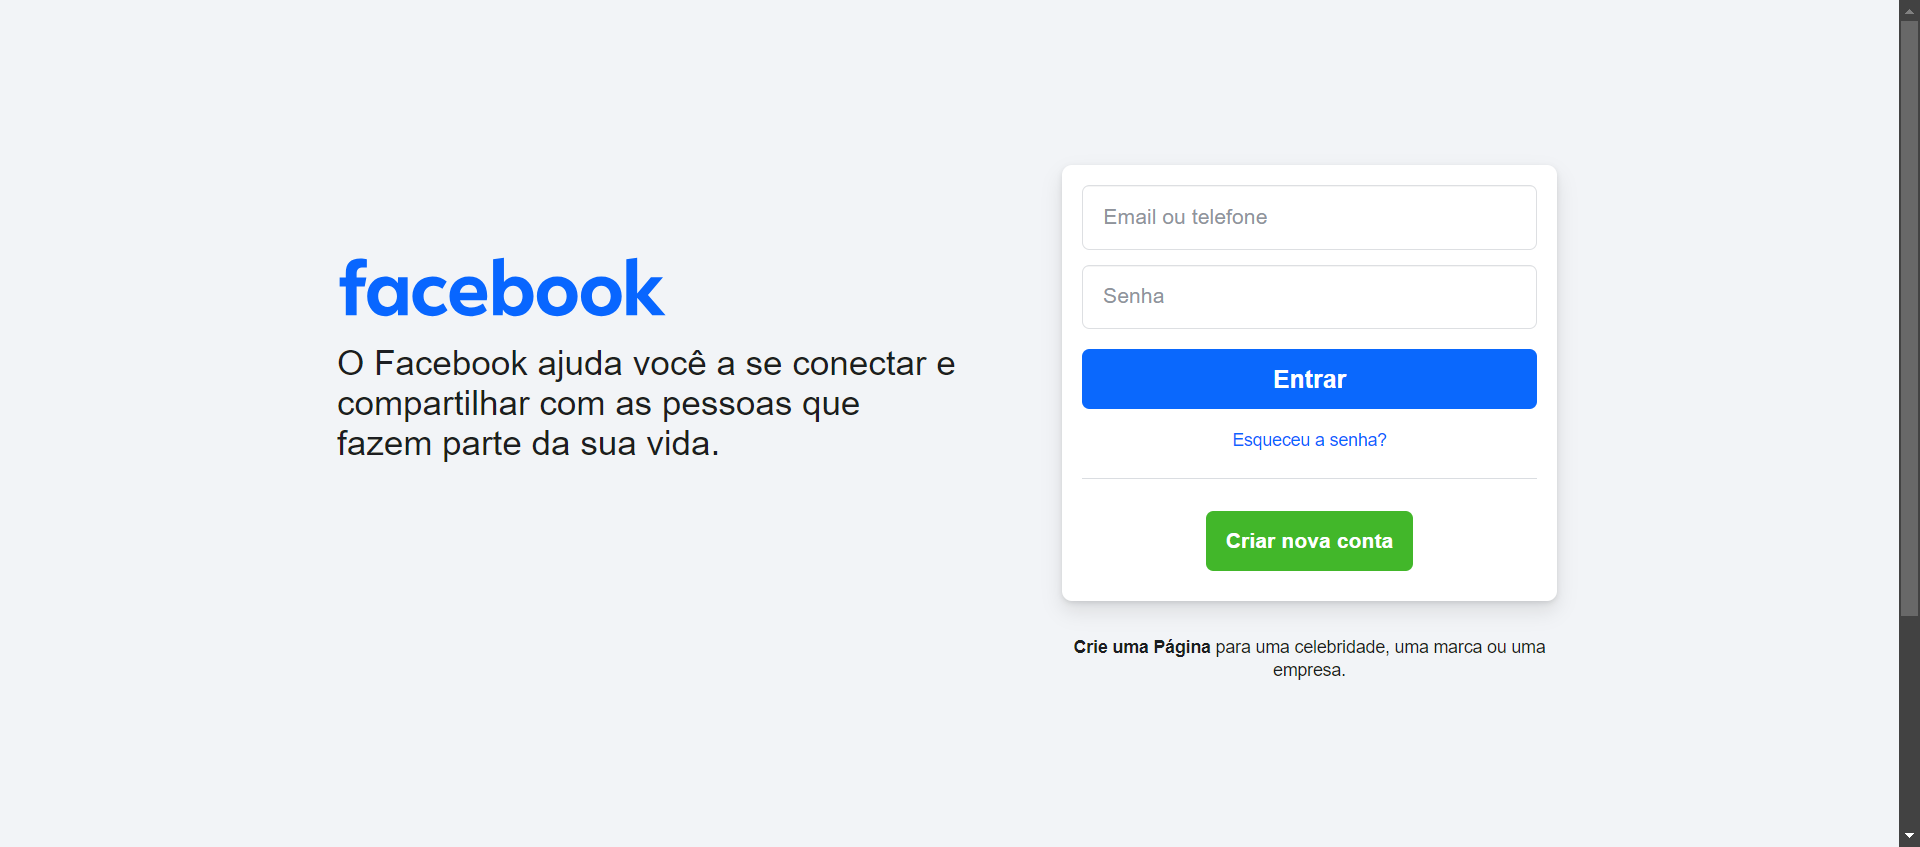 facebook
O Facebook ajuda você a se conectar e
compartilhar com as pessoas que
fazem parte da sua vida.
Email ou telefone
Senha
Entrar
Esqueceu a senha?
Criar nova conta
Crie uma Página para uma celebridade, uma marca ou uma
empresa.